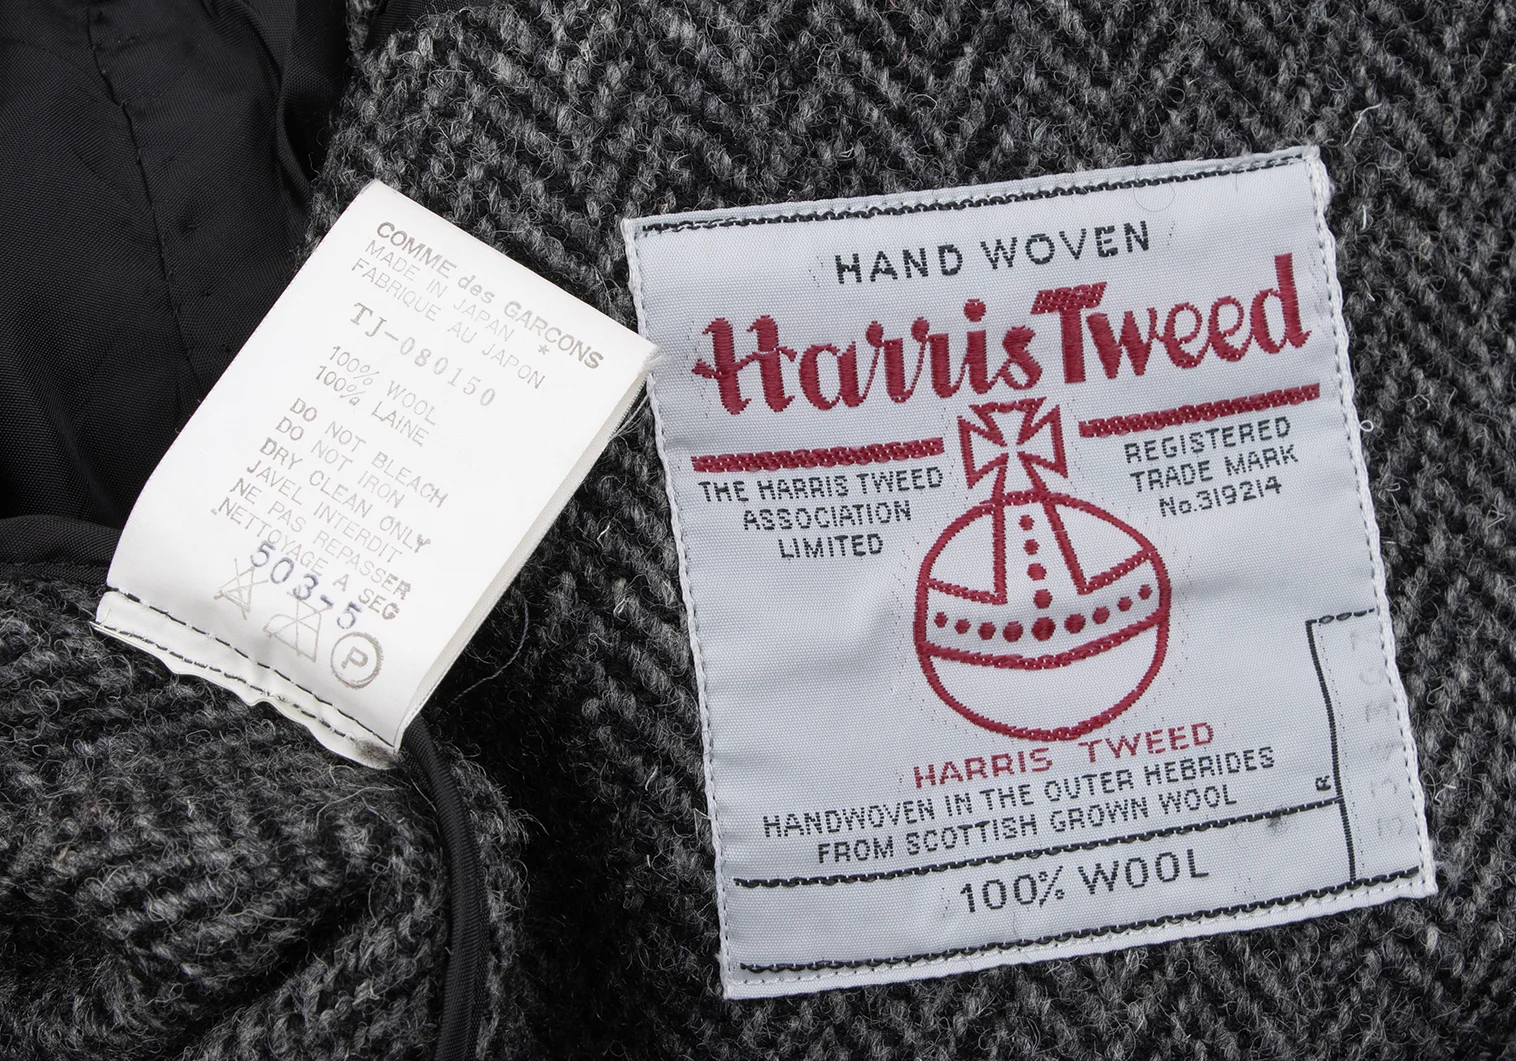 COMME des GARÇONS
MADE IN JAPAN *
FABRIQUE AU JAPON
TJ-080150
100% WOOL
100% LAINE
DO NOT BLEACH
DO NOT IRON
DRY CLEAN ONLY
JAVEL INTERDIT
NE PAS REPASSER
NETTOYAGE A SEC
503-5
P
HAND WOVEN
Harris Tweed
THE HARRIS TWEED
ASSOCIATION
LIMITED
REGISTERED
TRADE MARK
No.319214
HARRIS TWEED
HANDWOVEN IN THE OUTER HEBRIDES
FROM SCOTTISH GROWN WOOL
100% WOOL
R